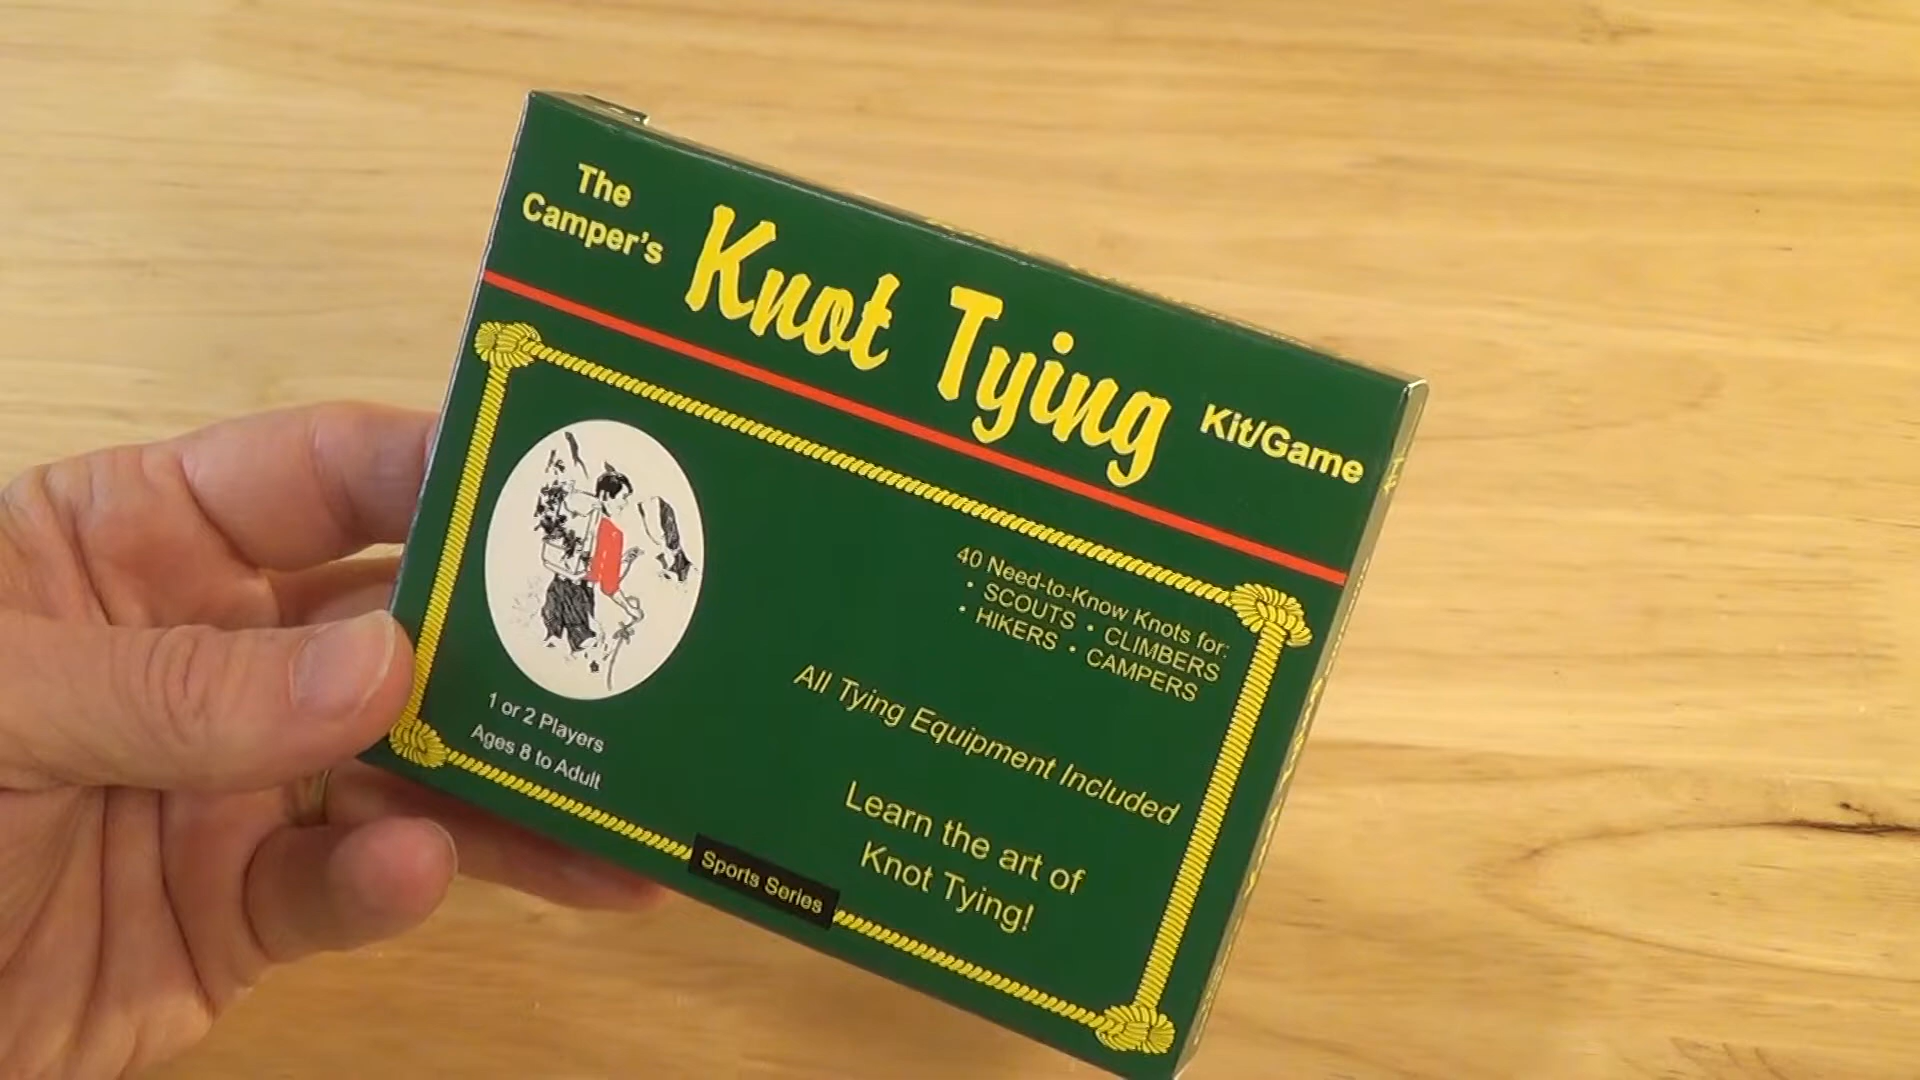 The
Camper's
Knot Tying
Kit/Game
40 Need-to-Know Knots for:
• SCOUTS • CLIMBERS
• HIKERS • CAMPERS
All Tying Equipment Included
Learn the art of
Knot Tying!
1 or 2 Players
Ages 8 to Adult
Sports Series